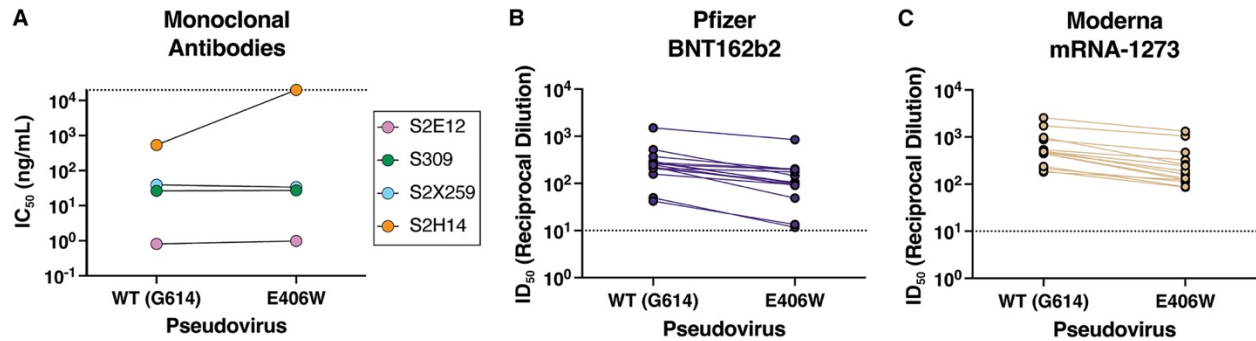 A
Monoclonal
Antibodies
IC50 (ng/mL)
10^4
10^3
10^2
10^1
10^0
10^-1
WT (G614)
E406W
Pseudovirus
S2E12
S309
S2X259
S2H14
B
Pfizer
BNT162b2
ID50 (Reciprocal Dilution)
10^4
10^3
10^2
10^1
10^0
WT (G614)
E406W
Pseudovirus
C
Moderna
mRNA-1273
ID50 (Reciprocal Dilution)
10^4
10^3
10^2
10^1
10^0
WT (G614)
E406W
Pseudovirus